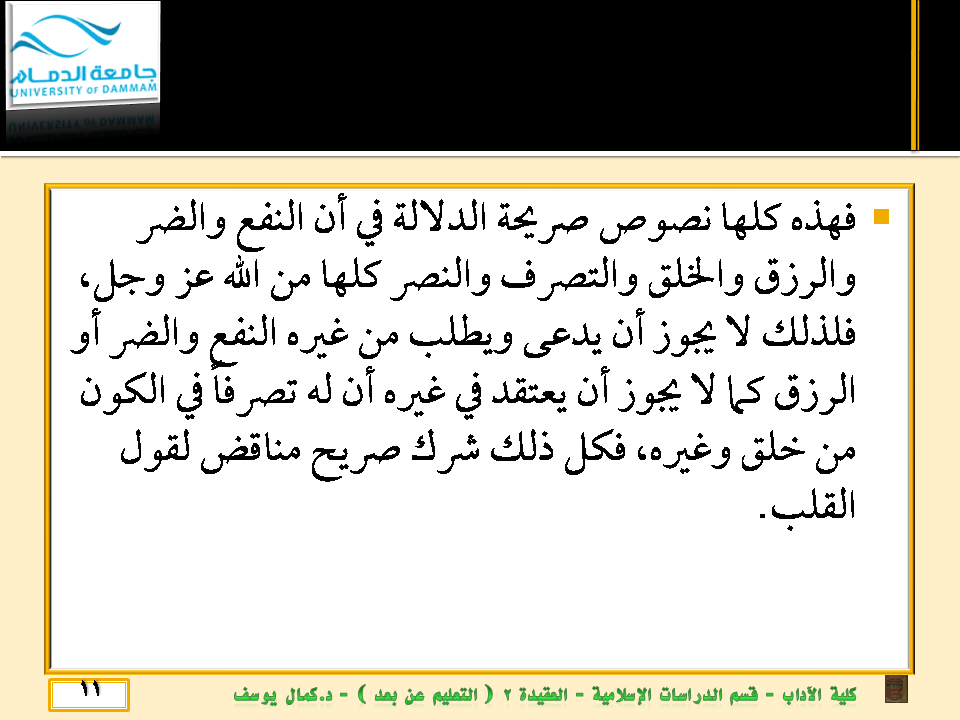 جامعة الدمام
UNIVERSITY OF DAMMAM
فهذه كلها نصوص صريحة الدلالة في أن النفع والضر
والرزق والخلق والتصرف والنصر كلها من الله عز وجل،
فلذلك لا يجوز أن يدعى ويطلب من غيره النفع والضر أو
الرزق كما لا يجوز أن يعتقد في غيره أن له تصرفاً في الكون
من خلق وغيره، فكل ذلك شرك صريح مناقض لقول
القلب.
كلية الآداب - قسم الدراسات الإسلامية - العقيدة ٢ ( التعليم عن بعد ) - د.كمال يوسف
١١